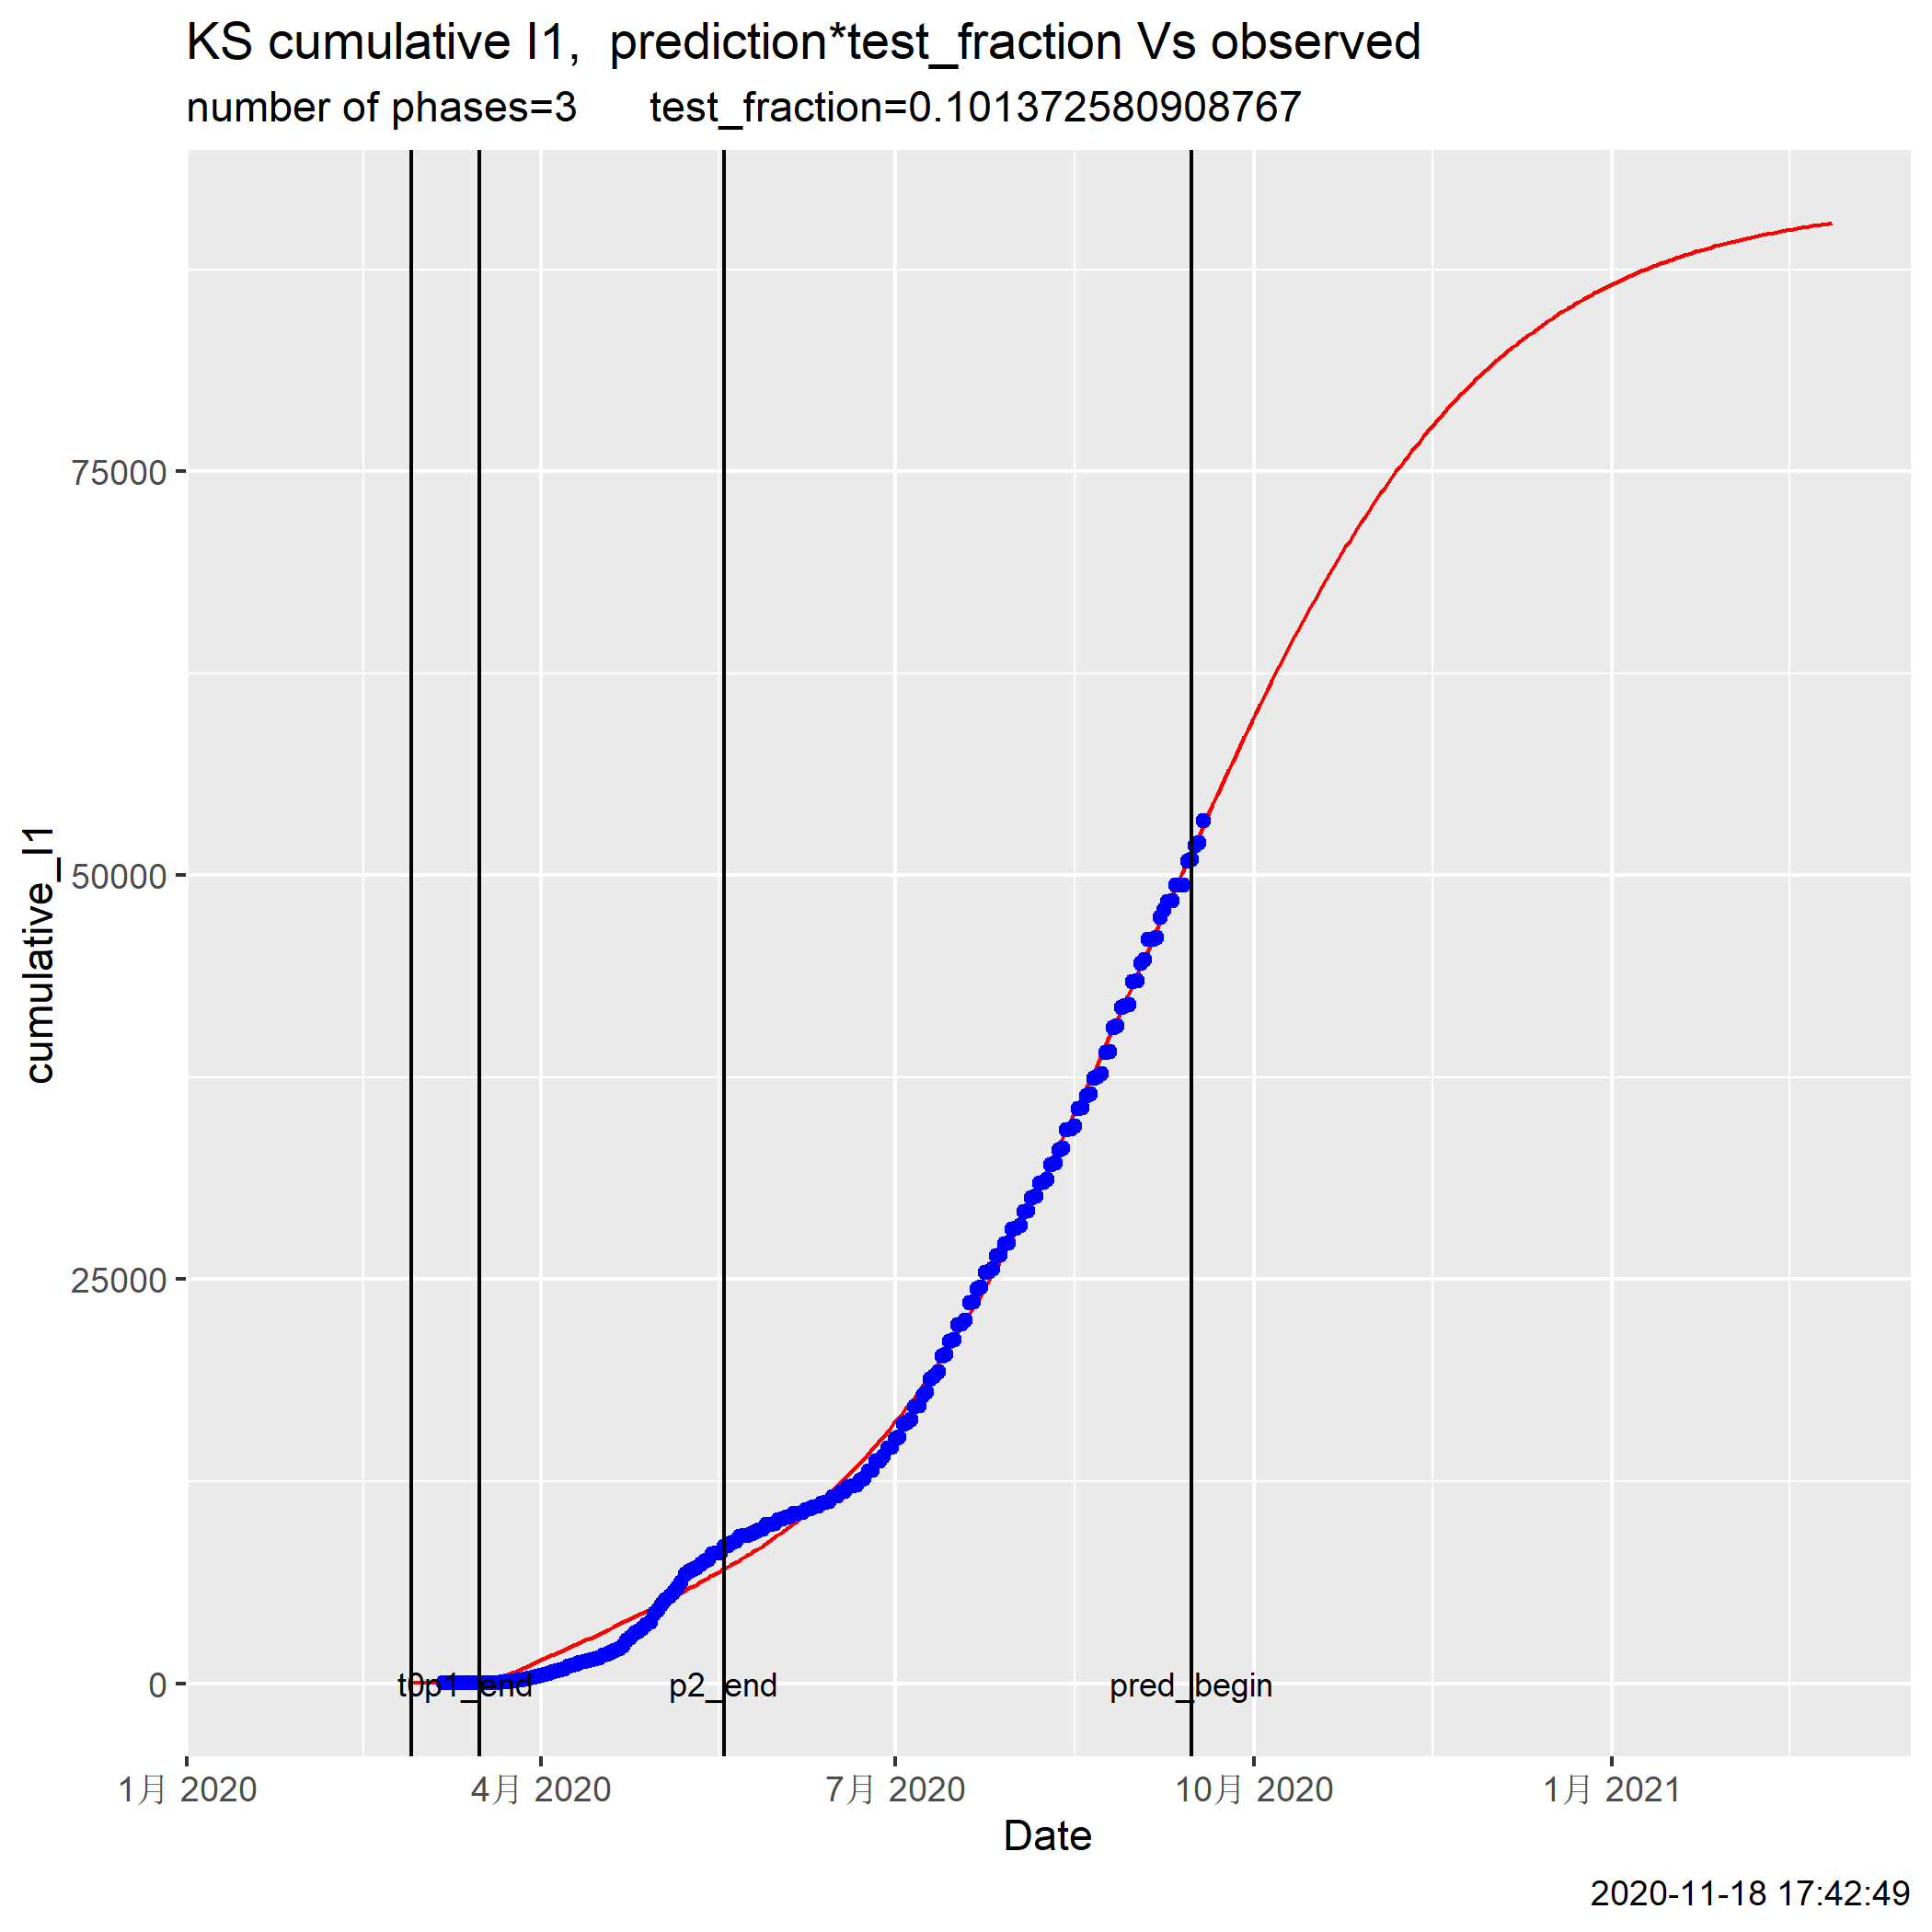 KS cumulative I1,  prediction*test_fraction Vs observed
number of phases=3      test_fraction=0.101372580908767
cumulative_I1
75000
50000
25000
0
t0
p1_end
p2_end
pred_begin
1月 2020
4月 2020
7月 2020
10月 2020
1月 2021
Date
2020-11-18 17:42:49